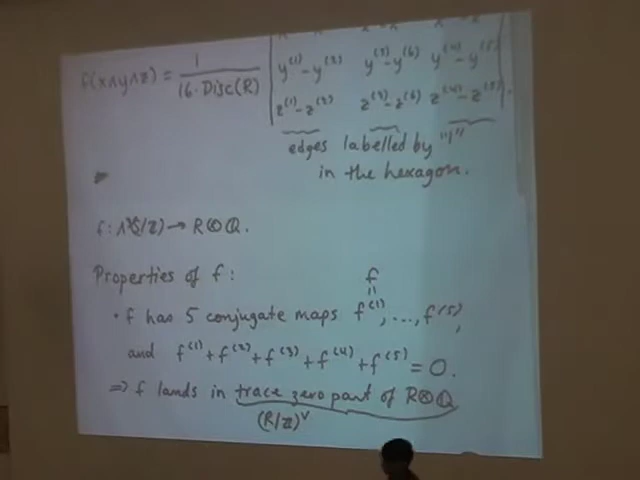 f(x∧y∧z) = 1 / (16·Disc(R)) | y⁽¹⁾−y⁽²⁾ y⁽³⁾−y⁽⁶⁾ y⁽⁴⁾−y⁽⁵⁾
z⁽¹⁾−z⁽²⁾ z⁽³⁾−z⁽⁶⁾ z⁽⁴⁾−z⁽⁵⁾ | .
edges labelled by "1"
in the hexagon.
f: Λ³(S/ℤ) → R⊗ℚ.
Properties of f:
• f has 5 conjugate maps f = f⁽¹⁾, ..., f⁽⁵⁾,
and f⁽¹⁾+f⁽²⁾+f⁽³⁾+f⁽⁴⁾+f⁽⁵⁾ = 0.
⇒ f lands in trace zero part of R⊗ℚ
(R/ℤ)ᵛ